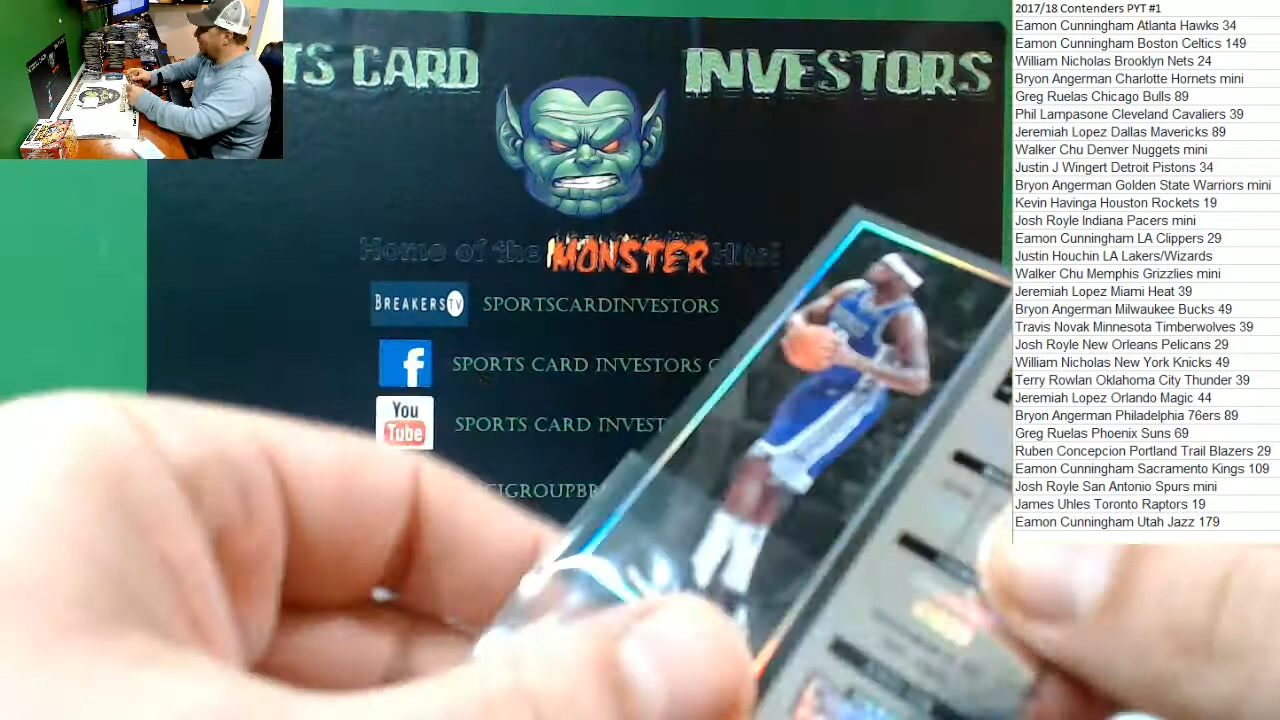 TS CARD INVESTORS
Home of the MONSTER Hits!
BREAKERSTV SPORTSCARDINVESTORS
f SPORTS CARD INVESTORS
You Tube SPORTS CARD INVEST
2017/18 Contenders PYT #1
Eamon Cunningham Atlanta Hawks 34
Eamon Cunningham Boston Celtics 149
William Nicholas Brooklyn Nets 24
Bryon Angerman Charlotte Hornets mini
Greg Ruelas Chicago Bulls 89
Phil Lampasone Cleveland Cavaliers 39
Jeremiah Lopez Dallas Mavericks 89
Walker Chu Denver Nuggets mini
Justin J Wingert Detroit Pistons 34
Bryon Angerman Golden State Warriors mini
Kevin Havinga Houston Rockets 19
Josh Royle Indiana Pacers mini
Eamon Cunningham LA Clippers 29
Justin Houchin LA Lakers/Wizards
Walker Chu Memphis Grizzlies mini
Jeremiah Lopez Miami Heat 39
Bryon Angerman Milwaukee Bucks 49
Travis Novak Minnesota Timberwolves 39
Josh Royle New Orleans Pelicans 29
William Nicholas New York Knicks 49
Terry Rowlan Oklahoma City Thunder 39
Jeremiah Lopez Orlando Magic 44
Bryon Angerman Philadelphia 76ers 89
Greg Ruelas Phoenix Suns 69
Ruben Concepcion Portland Trail Blazers 29
Eamon Cunningham Sacramento Kings 109
Josh Royle San Antonio Spurs mini
James Uhles Toronto Raptors 19
Eamon Cunningham Utah Jazz 179